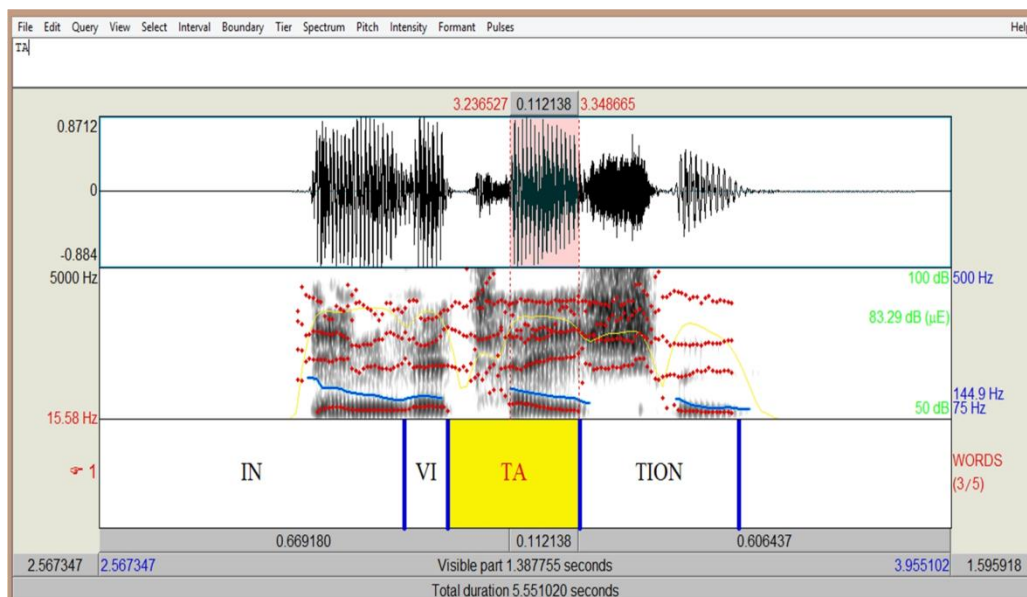 File Edit Query View Select Interval Boundary Tier Spectrum Pitch Intensity Formant Pulses Help
TA
3.236527 0.112138 3.348665
0.8712
0
-0.884
5000 Hz 100 dB 500 Hz
83.29 dB (µE)
144.9 Hz
15.58 Hz 50 dB 75 Hz
☞ 1 IN VI TA TION WORDS
(3/5)
0.669180 0.112138 0.606437
2.567347 2.567347 Visible part 1.387755 seconds 3.955102 1.595918
Total duration 5.551020 seconds